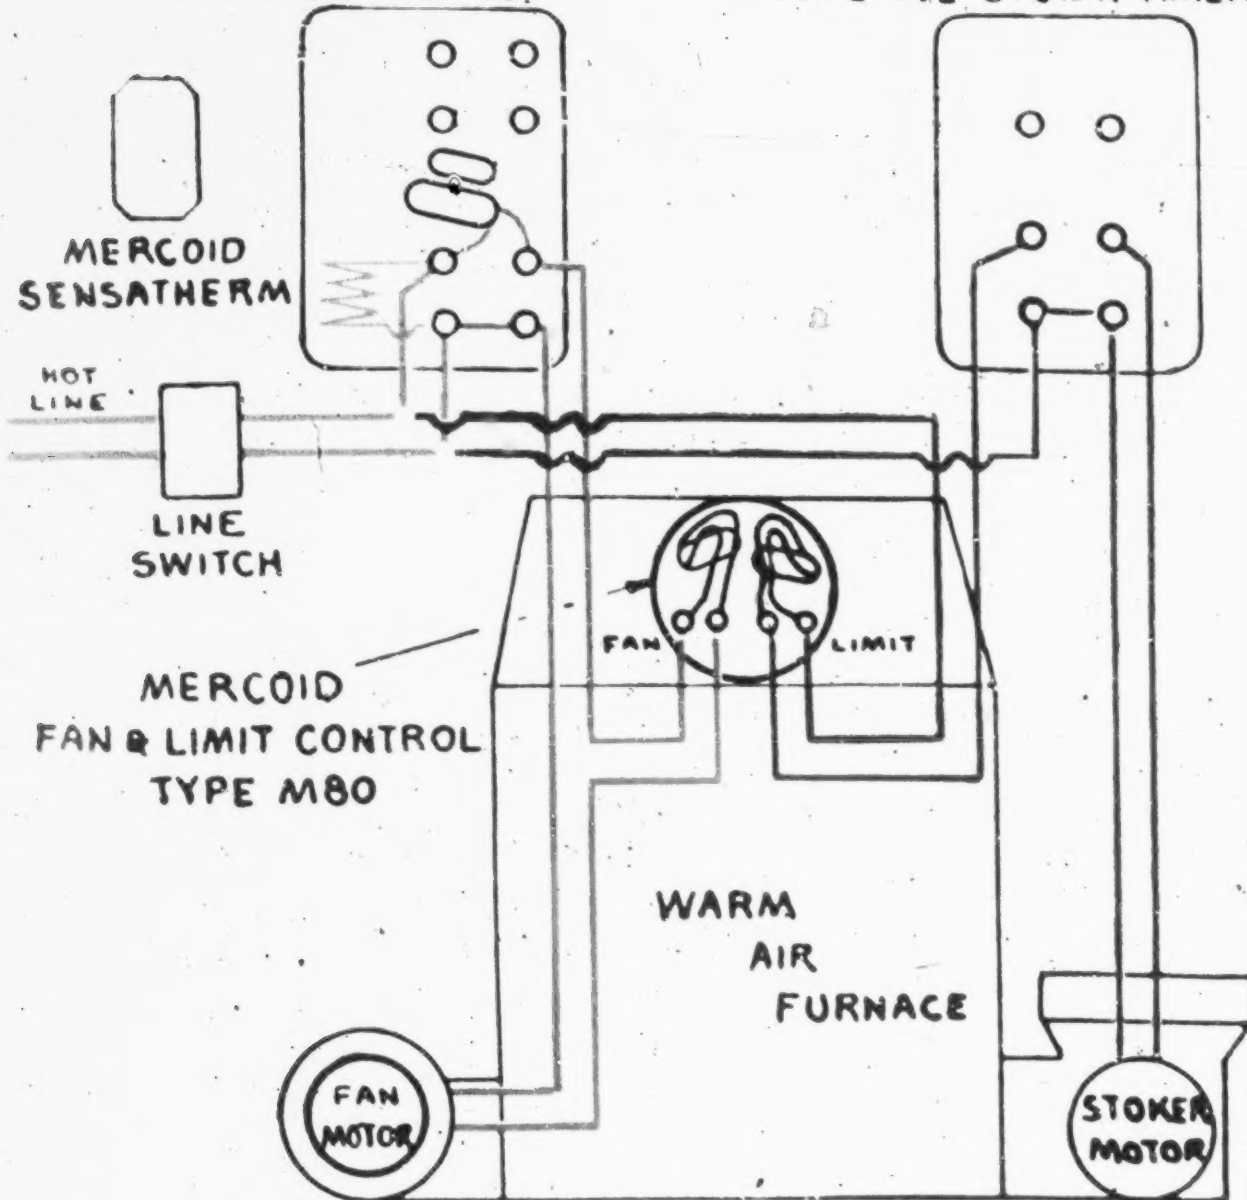 MERCOID
SENSATHERM
HOT
LINE
LINE
SWITCH
FAN
LIMIT
MERCOID
FAN & LIMIT CONTROL
TYPE M80
WARM
AIR
FURNACE
FAN
MOTOR
STOKER
MOTOR